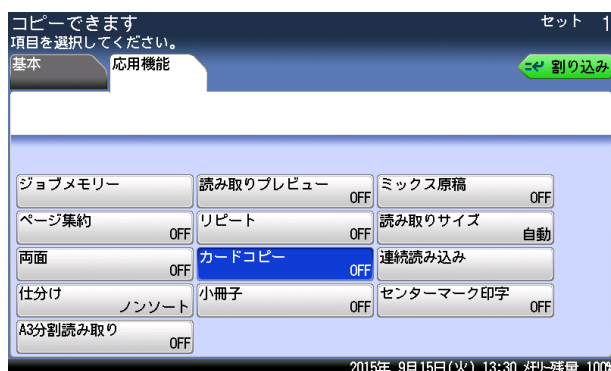 コピーできます セット 1
項目を選択してください。
基本 応用機能 割り込み
ジョブメモリー 読み取りプレビュー OFF ミックス原稿 OFF
ページ集約 OFF リピート OFF 読み取りサイズ 自動
両面 OFF カードコピー OFF 連続読み込み
仕分け ノンソート 小冊子 OFF センターマーク印字 OFF
A3分割読み取り OFF
2015年 9月15日(火) 13:30 ﾒﾓﾘｰ残量 100%